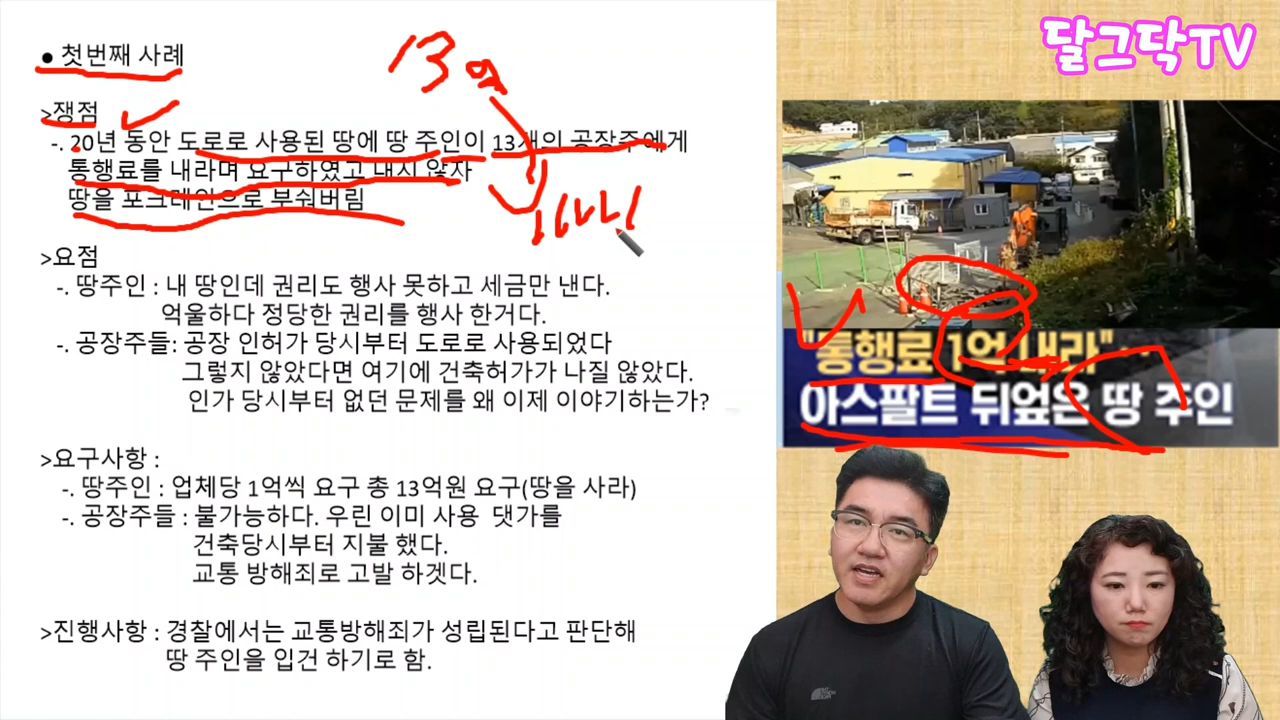 ● 첫번째 사례
>쟁점
-. 20년 동안 도로로 사용된 땅에 땅 주인이 13개의 공장주에게
통행료를 내라며 요구하였고 내지 않자
땅을 포크레인으로 부숴버림
>요점
-. 땅주인 : 내 땅인데 권리도 행사 못하고 세금만 낸다.
억울하다 정당한 권리를 행사 한거다.
-. 공장주들: 공장 인허가 당시부터 도로로 사용되었다
그렇지 않았다면 여기에 건축허가가 나질 않았다.
인가 당시부터 없던 문제를 왜 이제 이야기하는가?
>요구사항 :
-. 땅주인 : 업체당 1억씩 요구 총 13억원 요구(땅을 사라)
-. 공장주들 : 불가능하다. 우린 이미 사용 댓가를
건축당시부터 지불 했다.
교통 방해죄로 고발 하겠다.
>진행사항 : 경찰에서는 교통방해죄가 성립된다고 판단해
땅 주인을 입건 하기로 함.
13억
달그닥TV
"통행료 1억 내라"…
아스팔트 뒤엎은 땅 주인